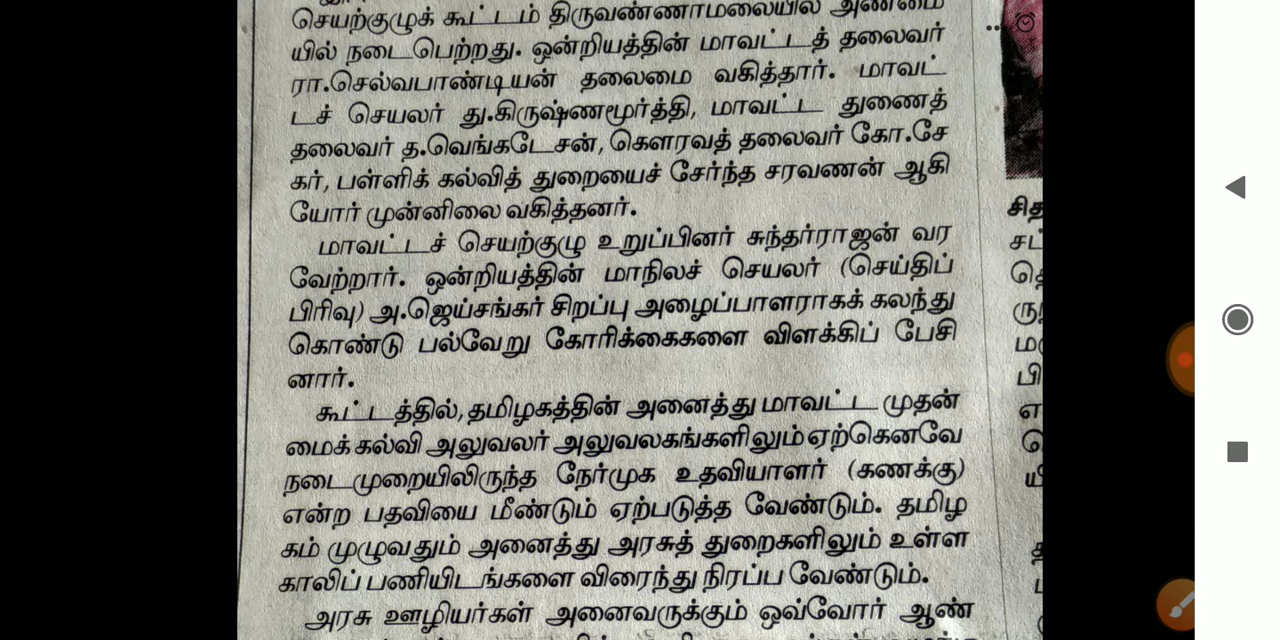 செயற்குழுக் கூட்டம் திருவண்ணாமலையில் அண்மை
யில் நடைபெற்றது. ஒன்றியத்தின் மாவட்டத் தலைவர்
ரா.செல்வபாண்டியன் தலைமை வகித்தார். மாவட்
டச் செயலர் து.கிருஷ்ணமூர்த்தி, மாவட்ட துணைத்
தலைவர் த.வெங்கடேசன், கௌரவத் தலைவர் கோ.சே
கர், பள்ளிக் கல்வித் துறையைச் சேர்ந்த சரவணன் ஆகி
யோர் முன்னிலை வகித்தனர்.
மாவட்டச் செயற்குழு உறுப்பினர் சுந்தர்ராஜன் வர
வேற்றார். ஒன்றியத்தின் மாநிலச் செயலர் (செய்திப்
பிரிவு) அ.ஜெய்சங்கர் சிறப்பு அழைப்பாளராகக் கலந்து
கொண்டு பல்வேறு கோரிக்கைகளை விளக்கிப் பேசி
னார்.
கூட்டத்தில், தமிழகத்தின் அனைத்து மாவட்ட முதன்
மைக் கல்வி அலுவலர் அலுவலகங்களிலும் ஏற்கெனவே
நடைமுறையிலிருந்த நேர்முக உதவியாளர் (கணக்கு)
என்ற பதவியை மீண்டும் ஏற்படுத்த வேண்டும். தமிழ
கம் முழுவதும் அனைத்து அரசுத் துறைகளிலும் உள்ள
காலிப் பணியிடங்களை விரைந்து நிரப்ப வேண்டும்.
அரசு ஊழியர்கள் அனைவருக்கும் ஒவ்வோர் ஆண்